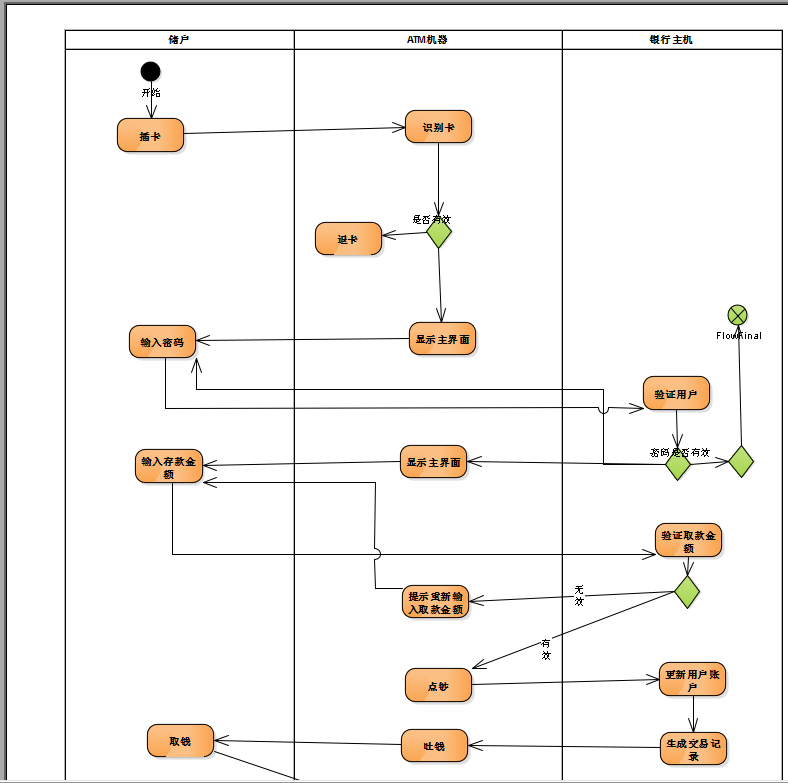 储户
ATM机器
银行主机
开始
插卡
识别卡
是否有效
退卡
显示主界面
输入密码
FlowFinal
验证用户
密码是否有效
输入存款金
额
显示主界面
验证取款金
额
提示重新输
入取款金额
无
效
有
效
点钞
更新用户账
户
取钱
吐钱
生成交易记
录